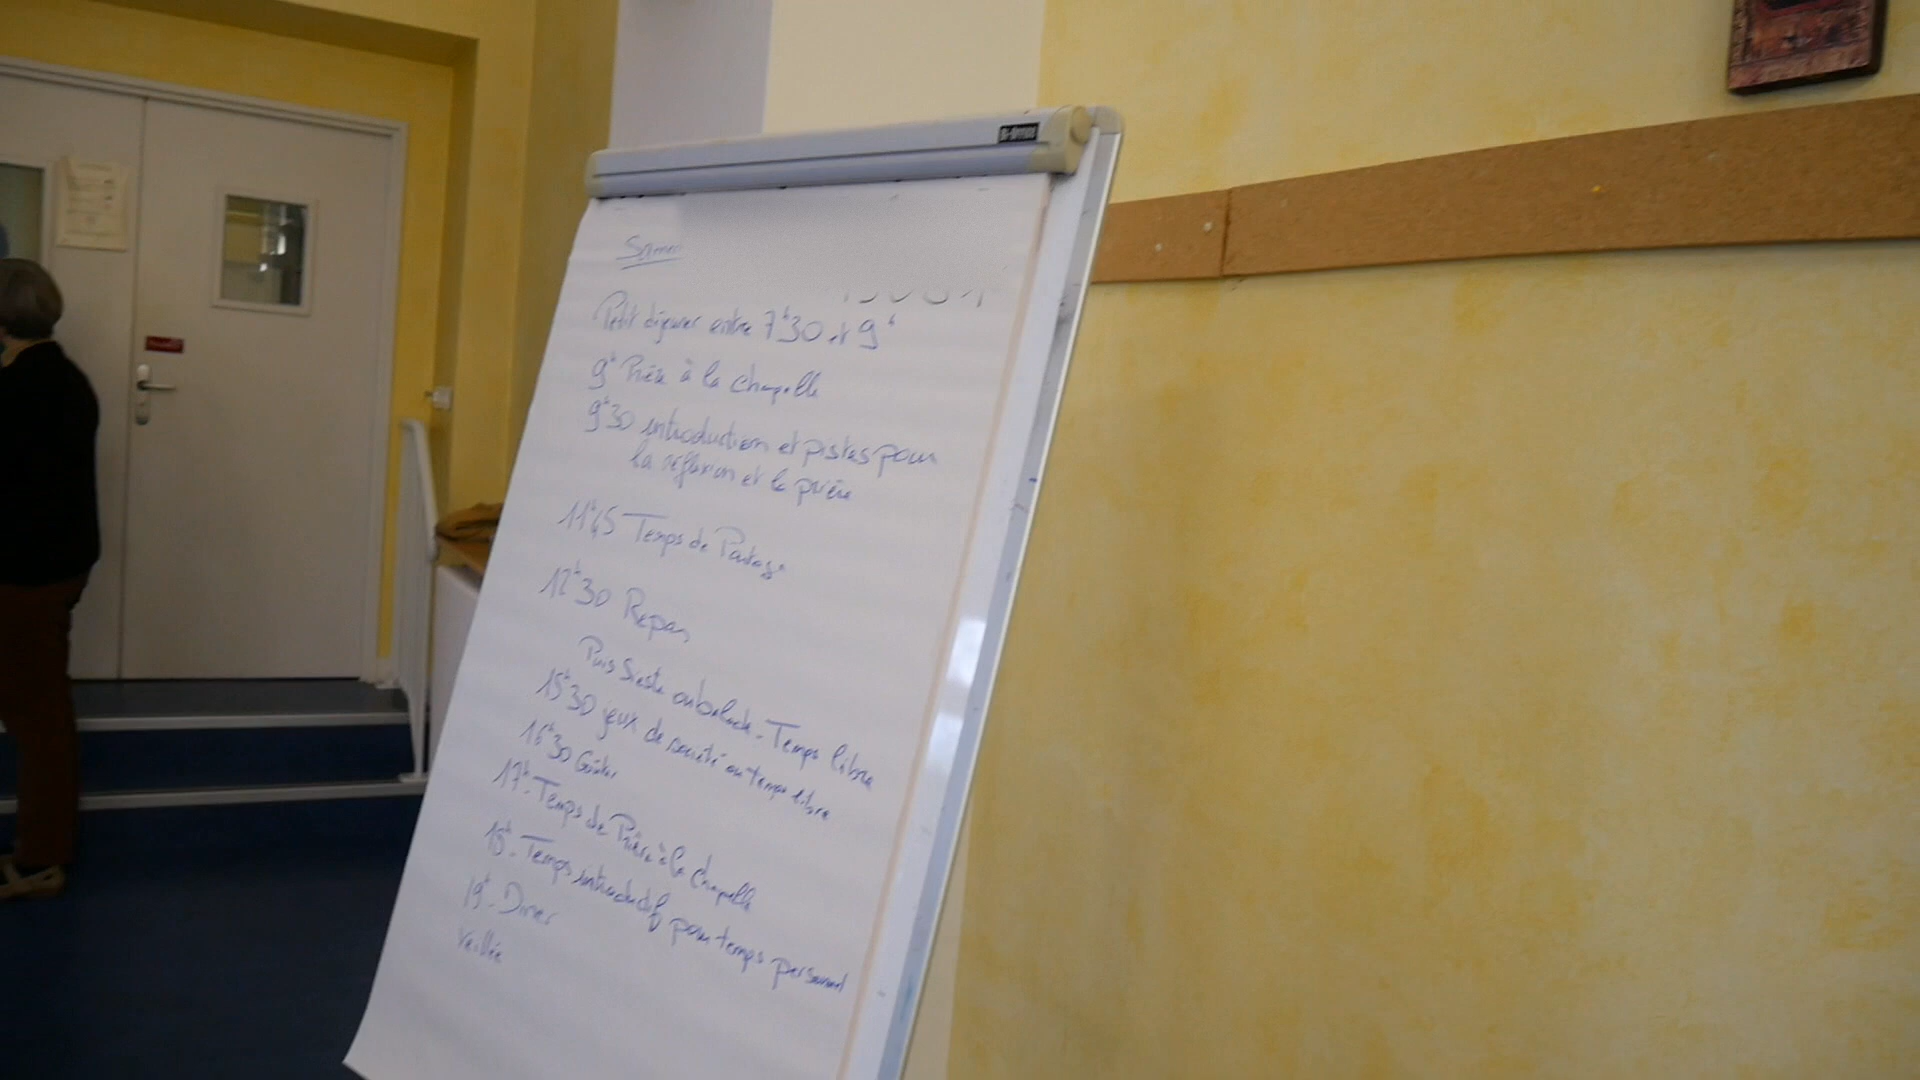 Petit déjeuner entre 7h30 et 9h
9h Prière à la chapelle
9h30 introduction et pistes pour
la réflexion et la prière
11h45 Temps de Partage
12h30 Repas
Puis Sieste ou balade - Temps libre
15h30 jeux de société ou temps libre
16h30 Goûter
17h - Temps de Prière à la chapelle
18h - Temps introductif pour temps personnel
19h - Diner
Veillée